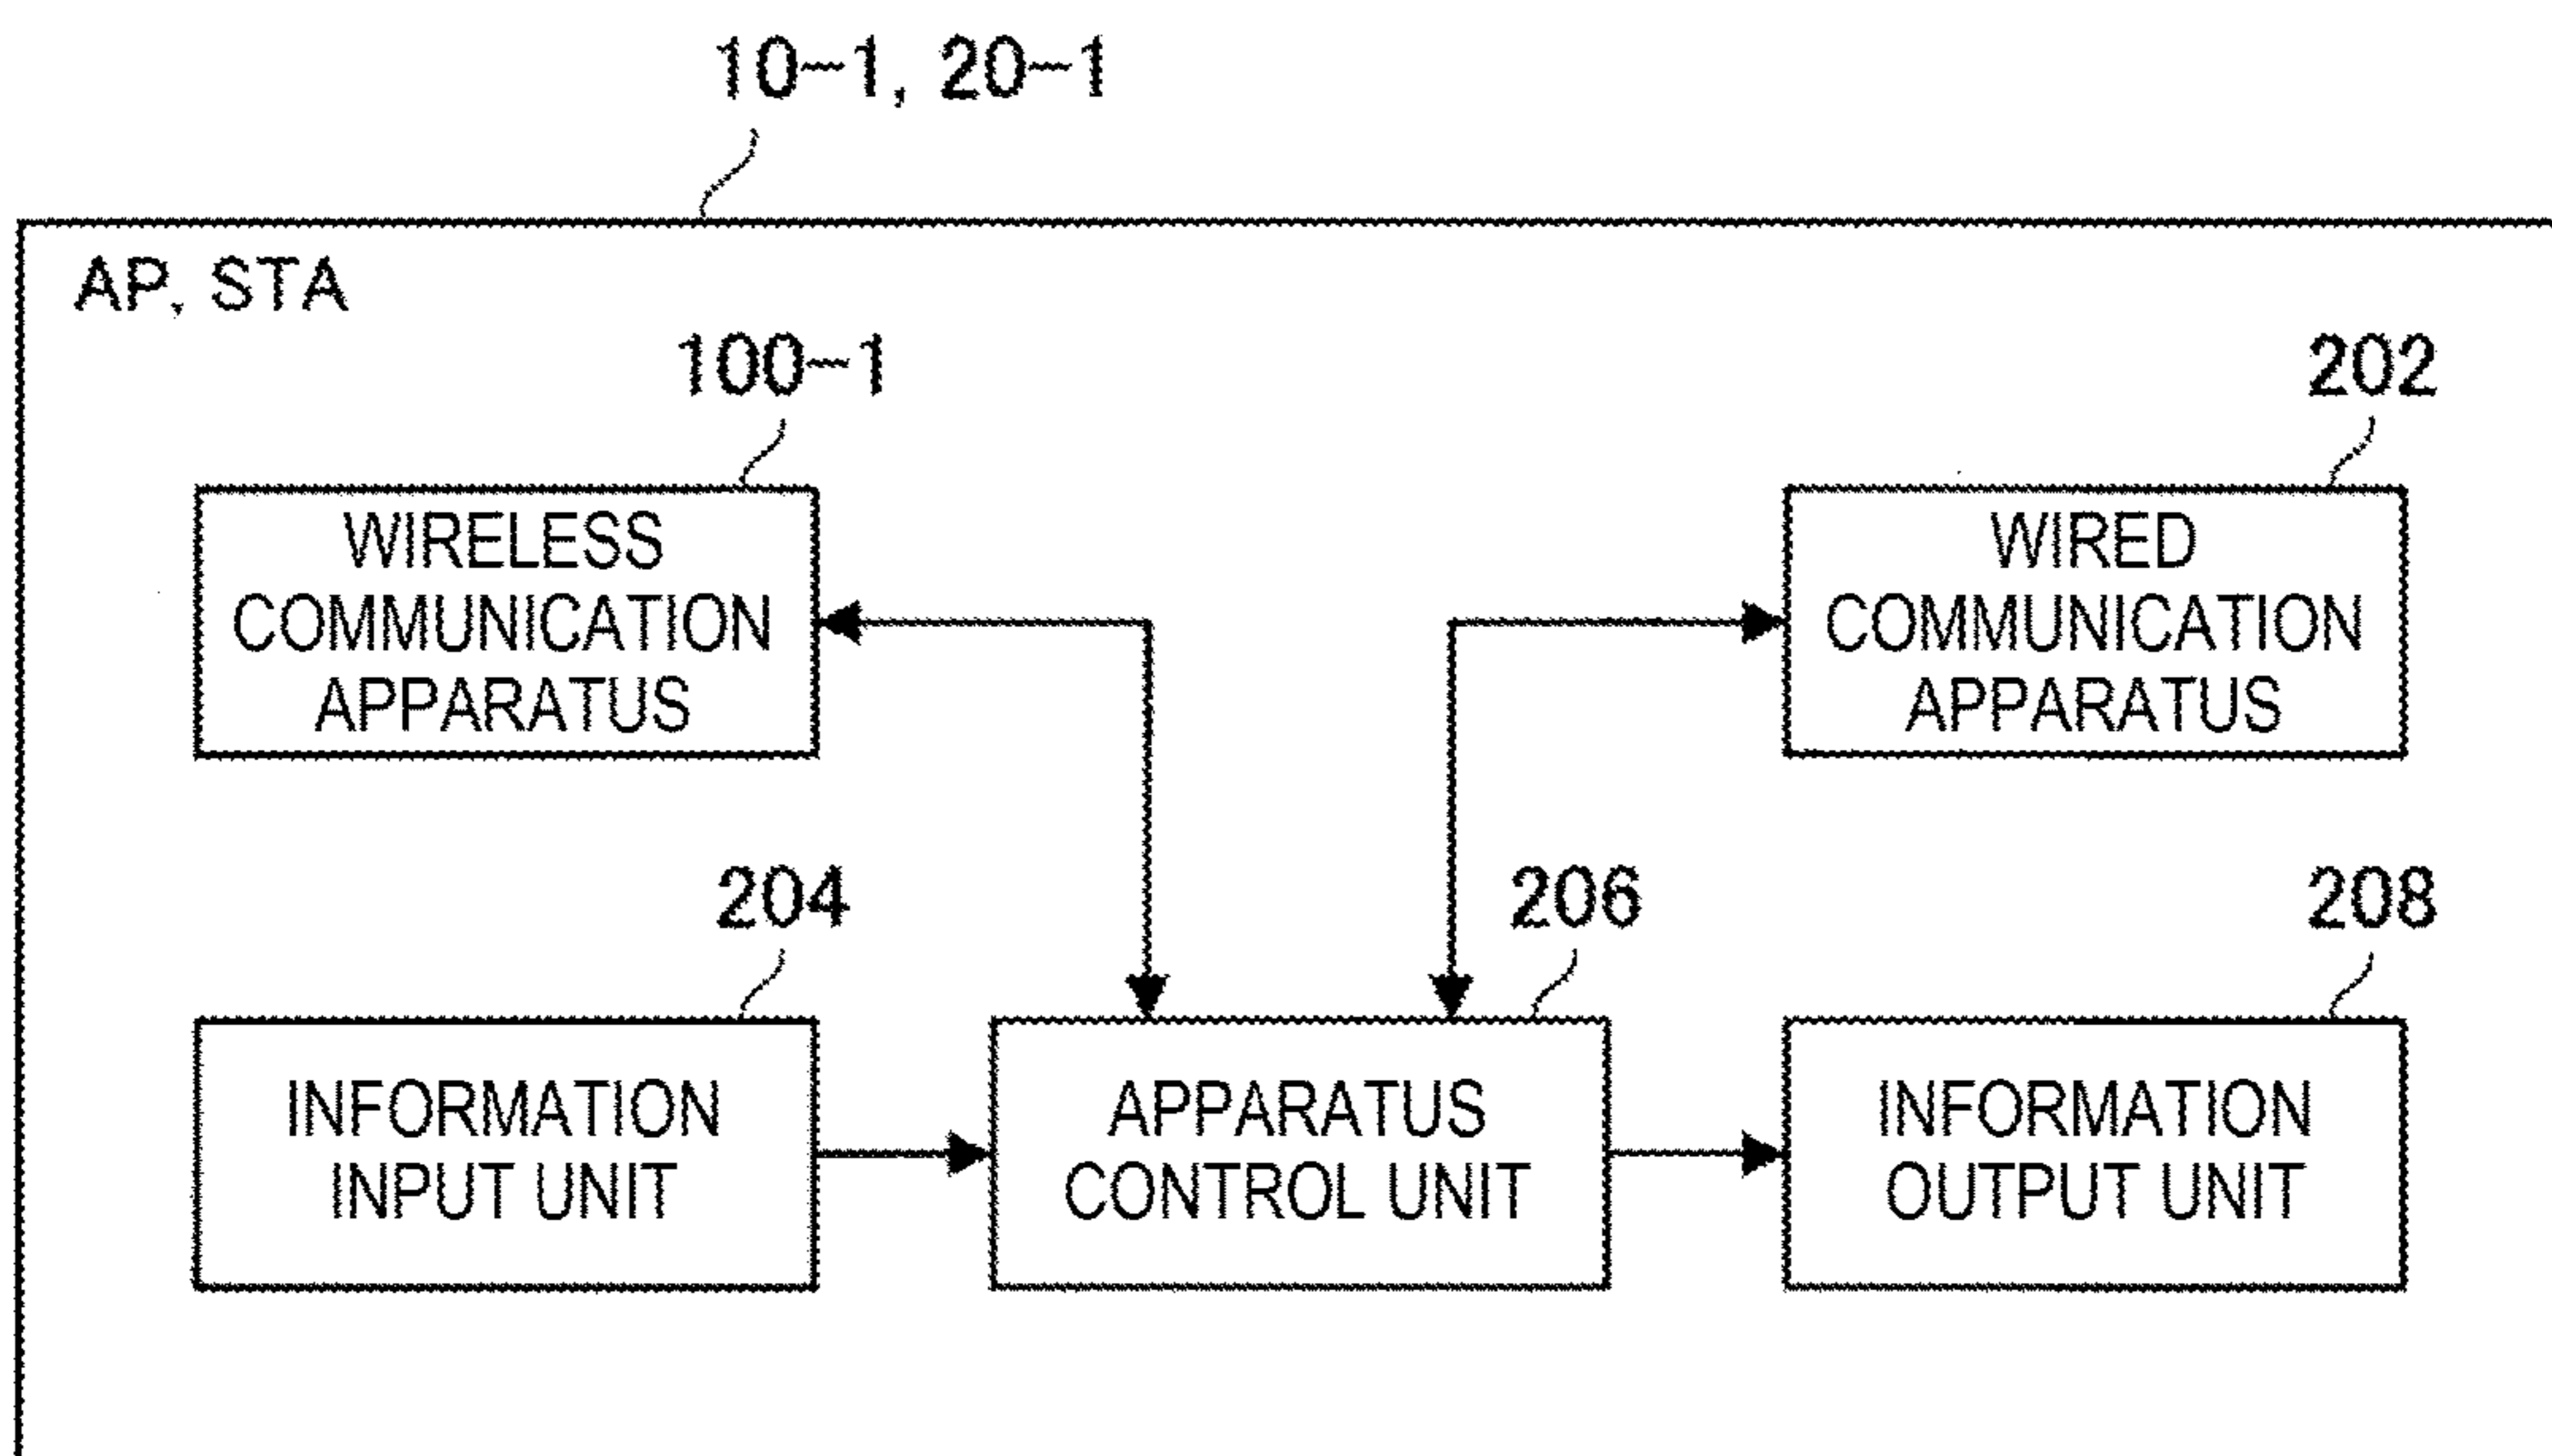 10-1, 20-1
AP, STA
100-1
202
WIRELESS
COMMUNICATION
APPARATUS
WIRED
COMMUNICATION
APPARATUS
204
206
208
INFORMATION
INPUT UNIT
APPARATUS
CONTROL UNIT
INFORMATION
OUTPUT UNIT